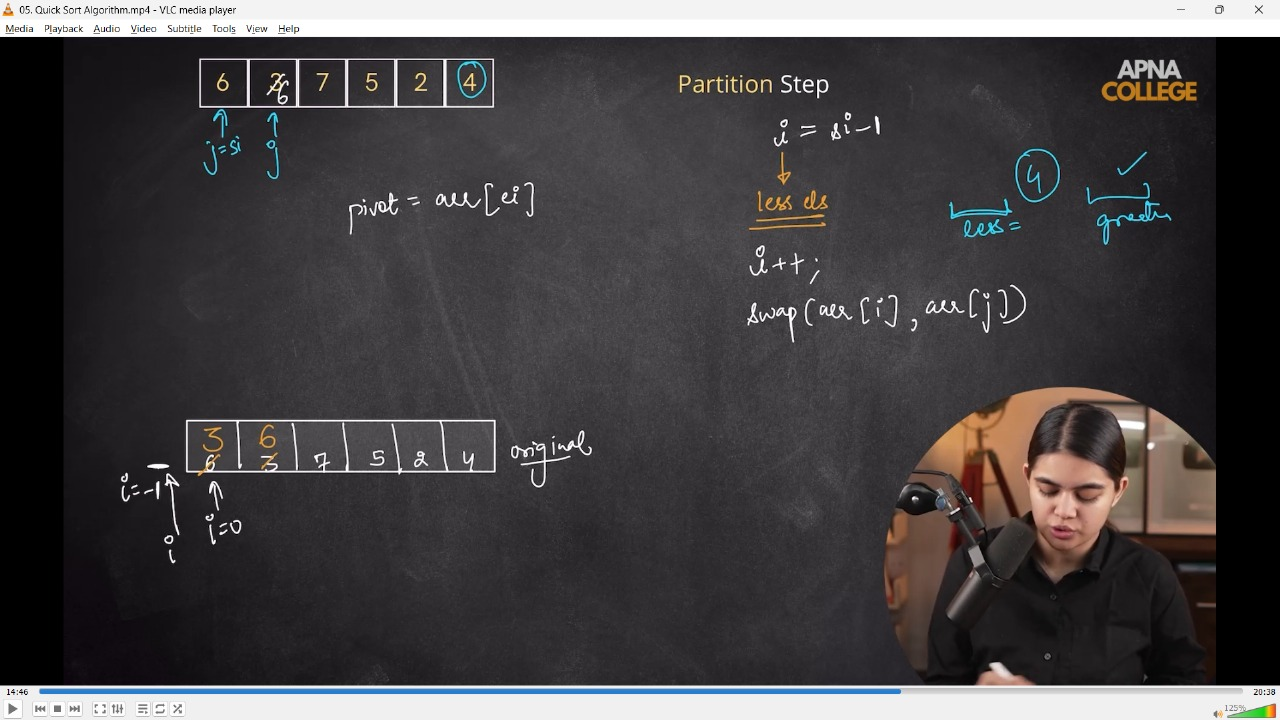 05. Quick Sort Algorithm.mp4 - VLC media player
Media Playback Audio Video Subtitle Tools View Help
6 3 6 7 5 2 4
j=si j
Partition Step
APNA
COLLEGE
i = si-1
less els
4
less =
pivot = arr[ei]
i++;
swap(arr[i], arr[j])
3 6
6 3 7 5 2 4
original
i=-1
i=0
i
14:46
20:38
125%